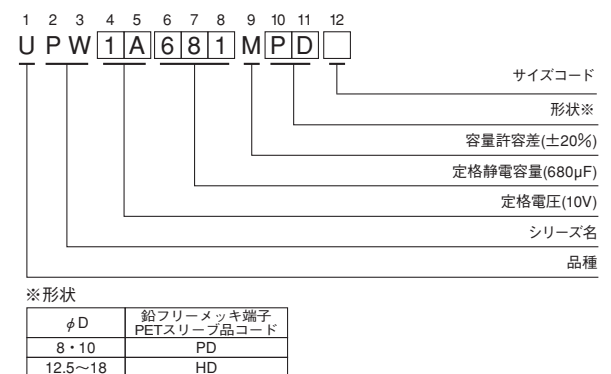 1 2 3 4 5 6 7 8 9 10 11 12
U P W 1 A 6 8 1 M P D
サイズコード
形状※
容量許容差(±20%)
定格静電容量(680µF)
定格電圧(10V)
シリーズ名
品種
※形状
φD 鉛フリーメッキ端子 PETスリーブ品コード
8・10 PD
12.5～18 HD